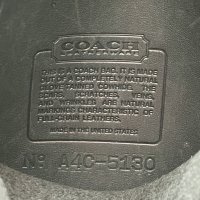 COACH
THIS IS A COACH BAG. IT IS MADE
OUT OF A COMPLETELY NATURAL
GLOVE TANNED COWHIDE. THE
SCARS, SCRATCHES, VEINS
AND WRINKLES ARE NATURAL
MARKINGS CHARACTERISTIC OF
FULL-GRAIN LEATHERS.
MADE IN THE UNITED STATES
Nº A4C-5130